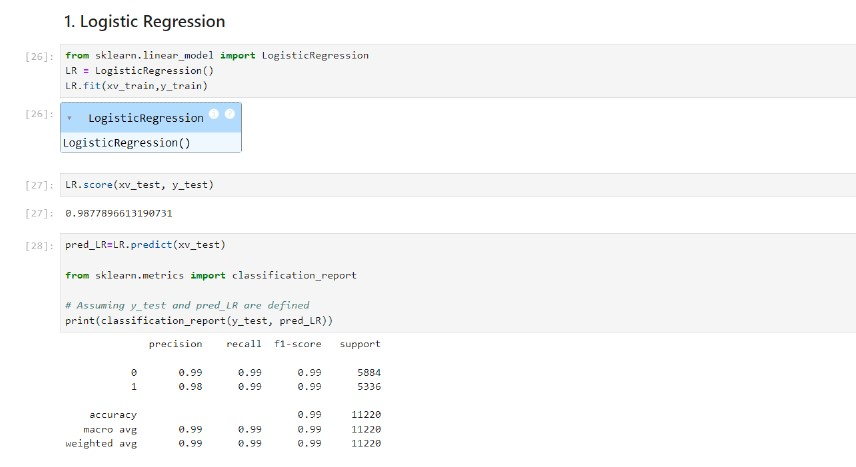 1. Logistic Regression
[26]: from sklearn.linear_model import LogisticRegression
LR = LogisticRegression()
LR.fit(xv_train,y_train)
[26]: LogisticRegression
LogisticRegression()
[27]: LR.score(xv_test, y_test)
[27]: 0.9877896613190731
[28]: pred_LR=LR.predict(xv_test)
from sklearn.metrics import classification_report
# Assuming y_test and pred_LR are defined
print(classification_report(y_test, pred_LR))
precision recall f1-score support
0 0.99 0.99 0.99 5884
1 0.98 0.99 0.99 5336
accuracy 0.99 11220
macro avg 0.99 0.99 0.99 11220
weighted avg 0.99 0.99 0.99 11220